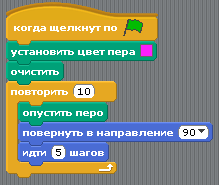 когда щелкнут по
установить цвет пера
очистить
повторить 10
опустить перо
повернуть в направление 90
идти 5 шагов